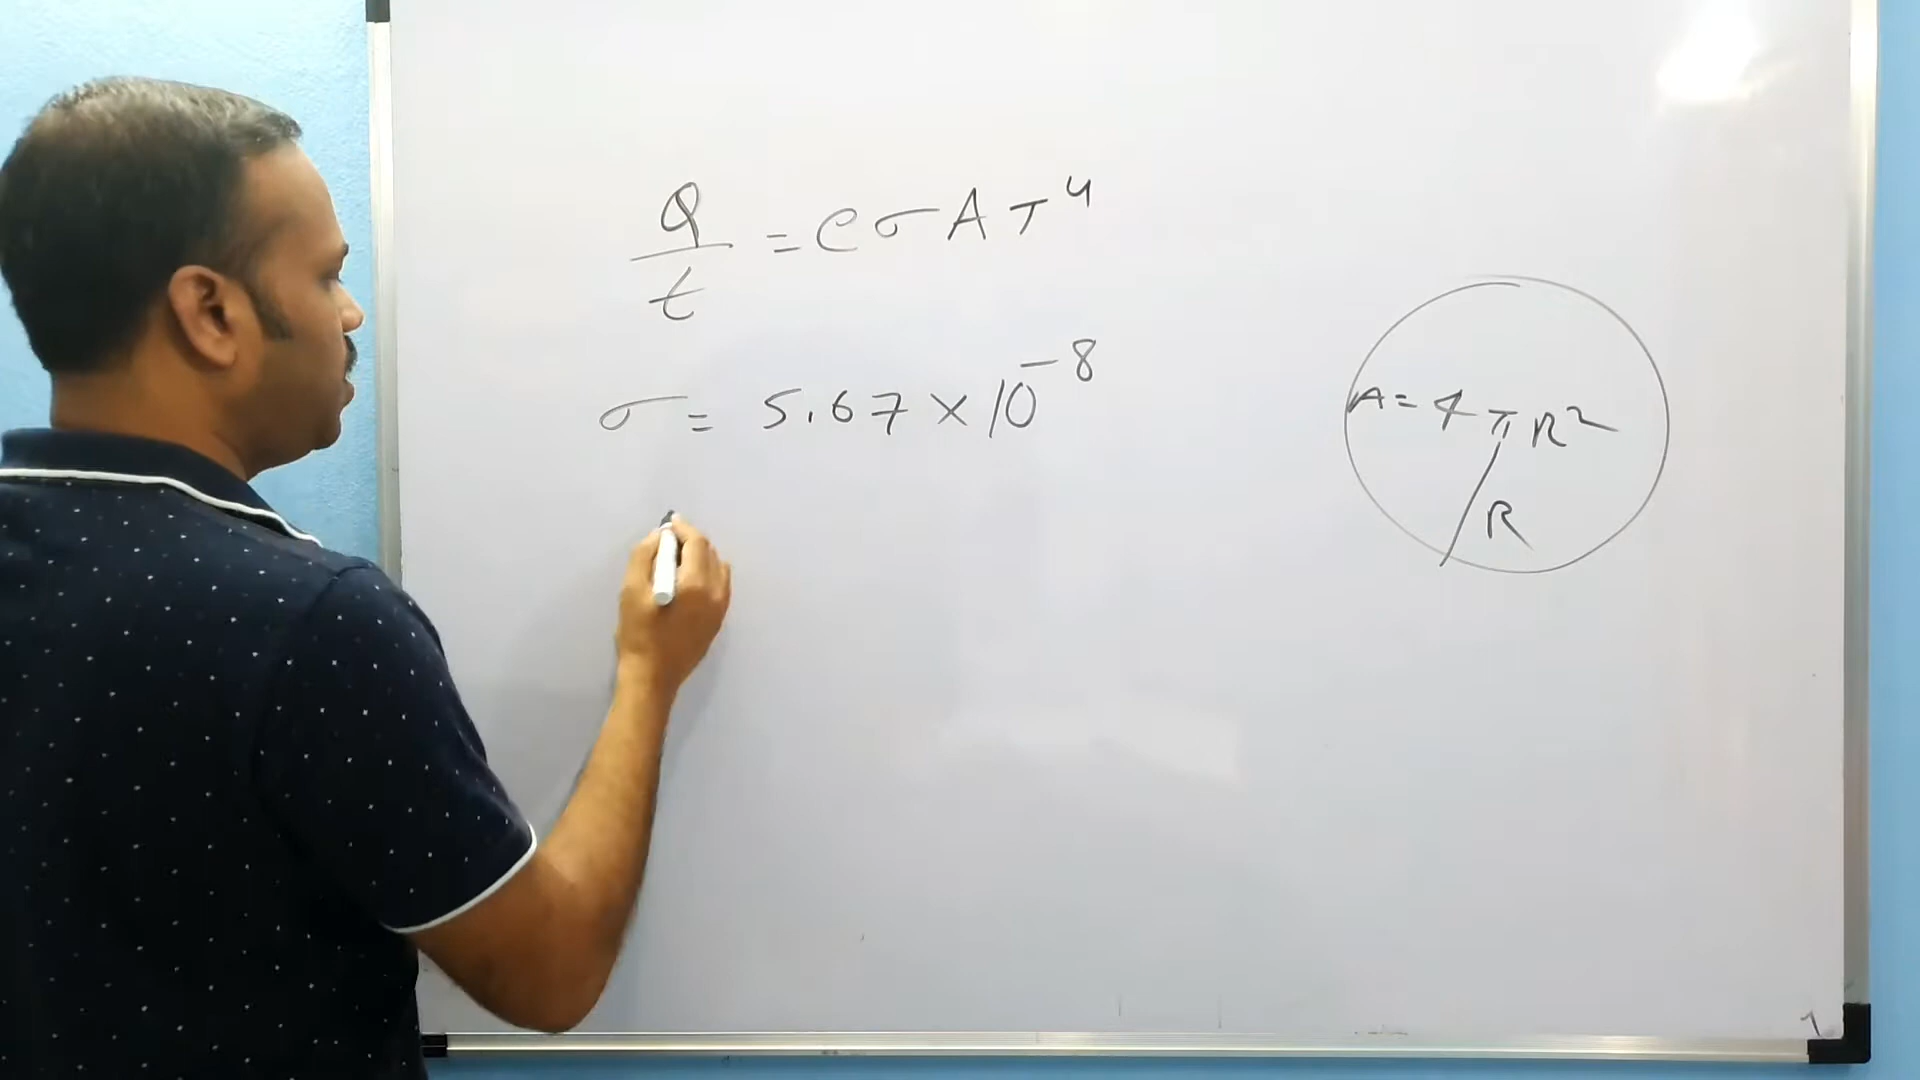 Q/t = eσAT⁴
σ = 5.67 × 10⁻⁸
A = 4πR²
R